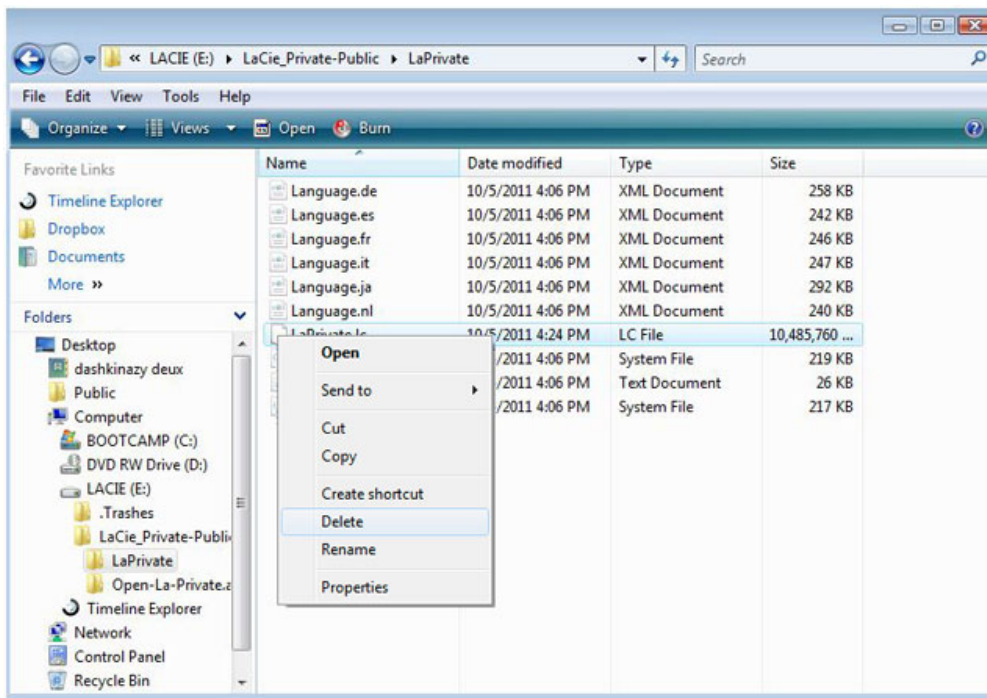 « LACIE (E:) ▸ LaCie_Private-Public ▸ LaPrivate Search
File Edit View Tools Help
Organize Views Open Burn
Favorite Links
Timeline Explorer
Dropbox
Documents
More »
Folders
Desktop
dashkinazy deux
Public
Computer
BOOTCAMP (C:)
DVD RW Drive (D:)
LACIE (E:)
.Trashes
LaCie_Private-Publi
LaPrivate
Open-La-Private.a
Timeline Explorer
Network
Control Panel
Recycle Bin
Name Date modified Type Size
Language.de 10/5/2011 4:06 PM XML Document 258 KB
Language.es 10/5/2011 4:06 PM XML Document 242 KB
Language.fr 10/5/2011 4:06 PM XML Document 246 KB
Language.it 10/5/2011 4:06 PM XML Document 247 KB
Language.ja 10/5/2011 4:06 PM XML Document 292 KB
Language.nl 10/5/2011 4:06 PM XML Document 240 KB
LaPrivate.lc 10/5/2011 4:24 PM LC File 10,485,760 ...
/2011 4:06 PM System File 219 KB
/2011 4:06 PM Text Document 26 KB
/2011 4:06 PM System File 217 KB
Open
Send to
Cut
Copy
Create shortcut
Delete
Rename
Properties